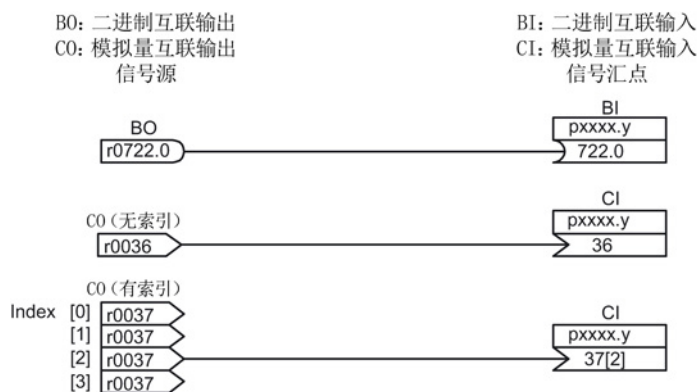 BO: 二进制互联输出
CO: 模拟量互联输出
信号源
BI: 二进制互联输入
CI: 模拟量互联输入
信号汇点
BO
r0722.0
BI
pxxxx.y
722.0
CO(无索引)
r0036
CI
pxxxx.y
36
CO(有索引)
Index [0] r0037
[1] r0037
[2] r0037
[3] r0037
CI
pxxxx.y
37[2]